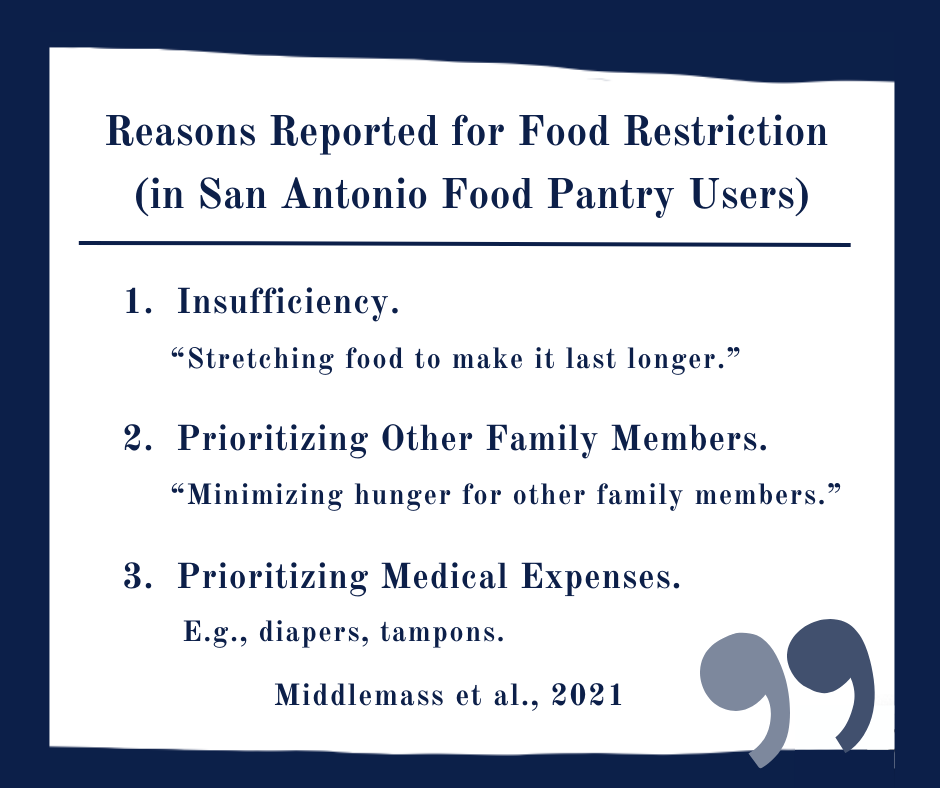 Reasons Reported for Food Restriction
(in San Antonio Food Pantry Users)
1. Insufficiency.
“Stretching food to make it last longer.”
2. Prioritizing Other Family Members.
“Minimizing hunger for other family members.”
3. Prioritizing Medical Expenses.
E.g., diapers, tampons.
Middlemass et al., 2021